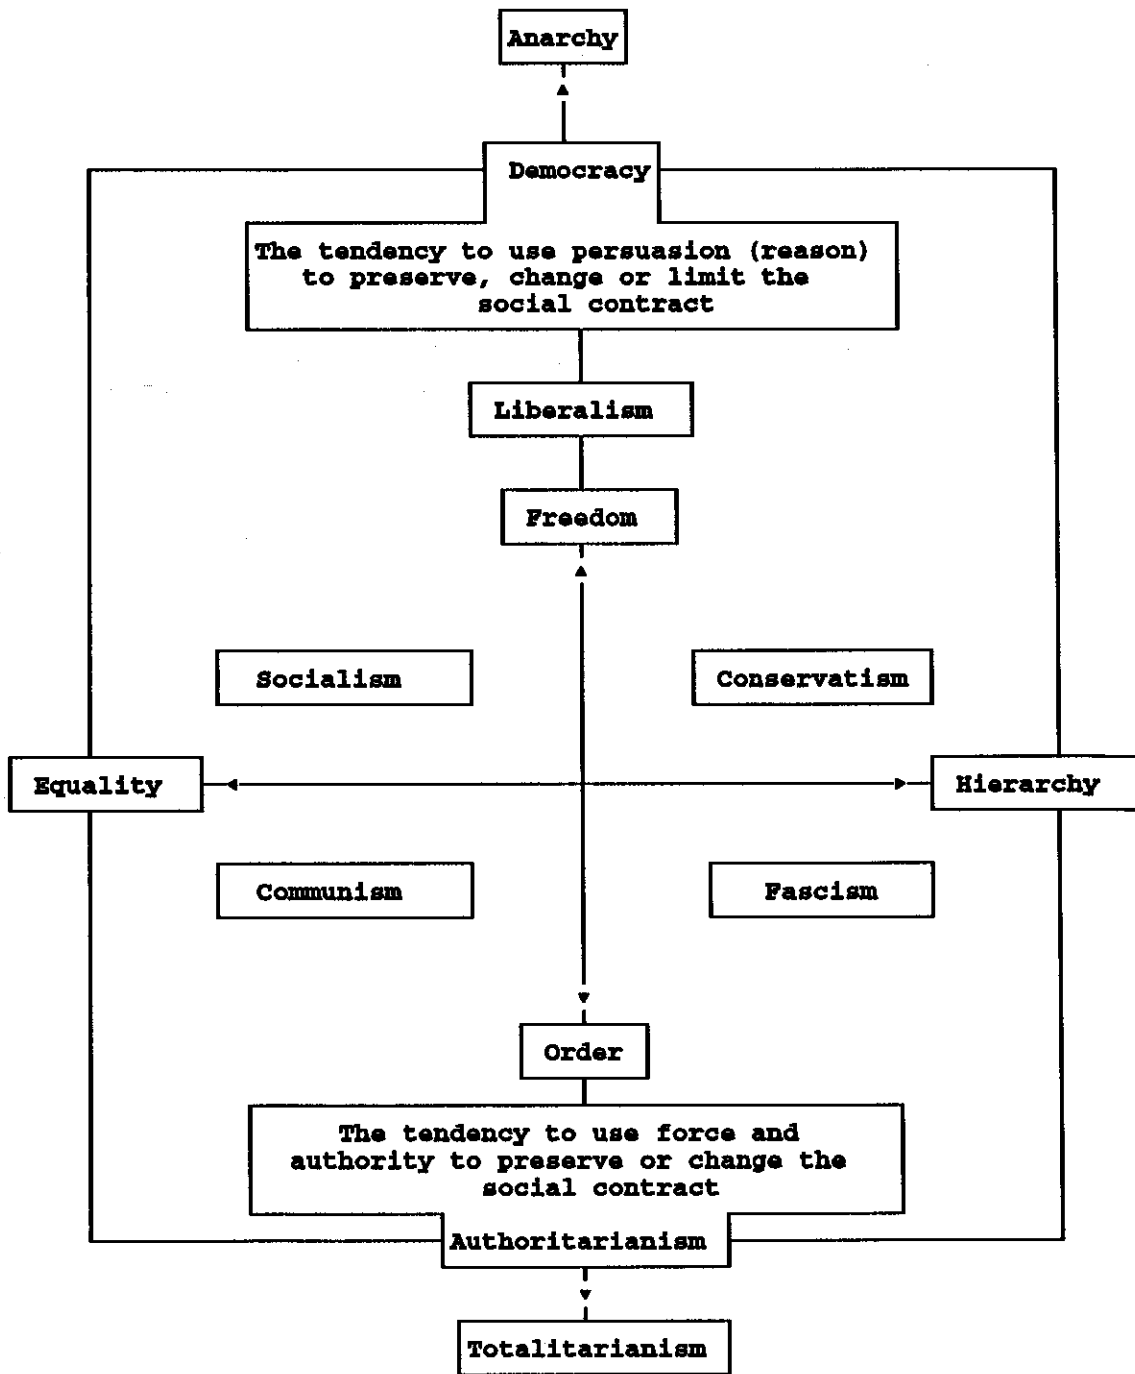 Anarchy
Democracy
The tendency to use persuasion (reason)
to preserve, change or limit the
social contract
Liberalism
Freedom
Socialism
Conservatism
Equality
Hierarchy
Communism
Fascism
Order
The tendency to use force and
authority to preserve or change the
social contract
Authoritarianism
Totalitarianism